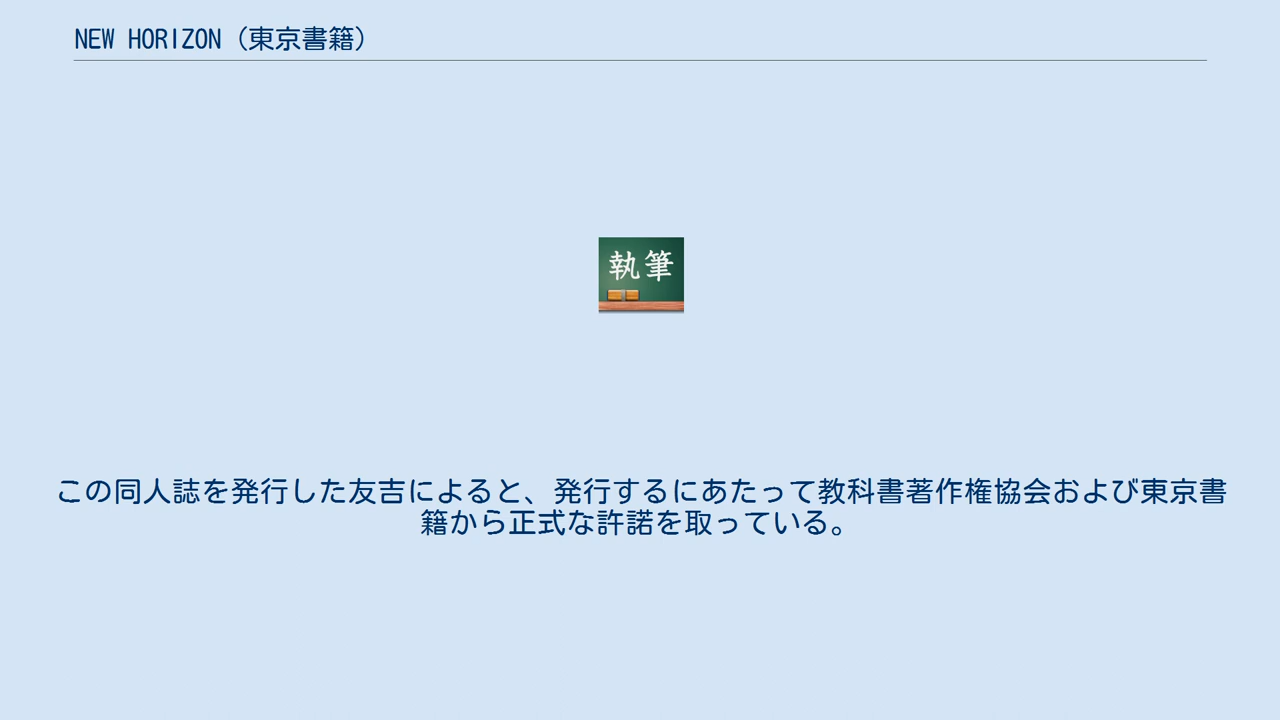 NEW HORIZON（東京書籍）
執筆
この同人誌を発行した友吉によると、発行するにあたって教科書著作権協会および東京書
籍から正式な許諾を取っている。